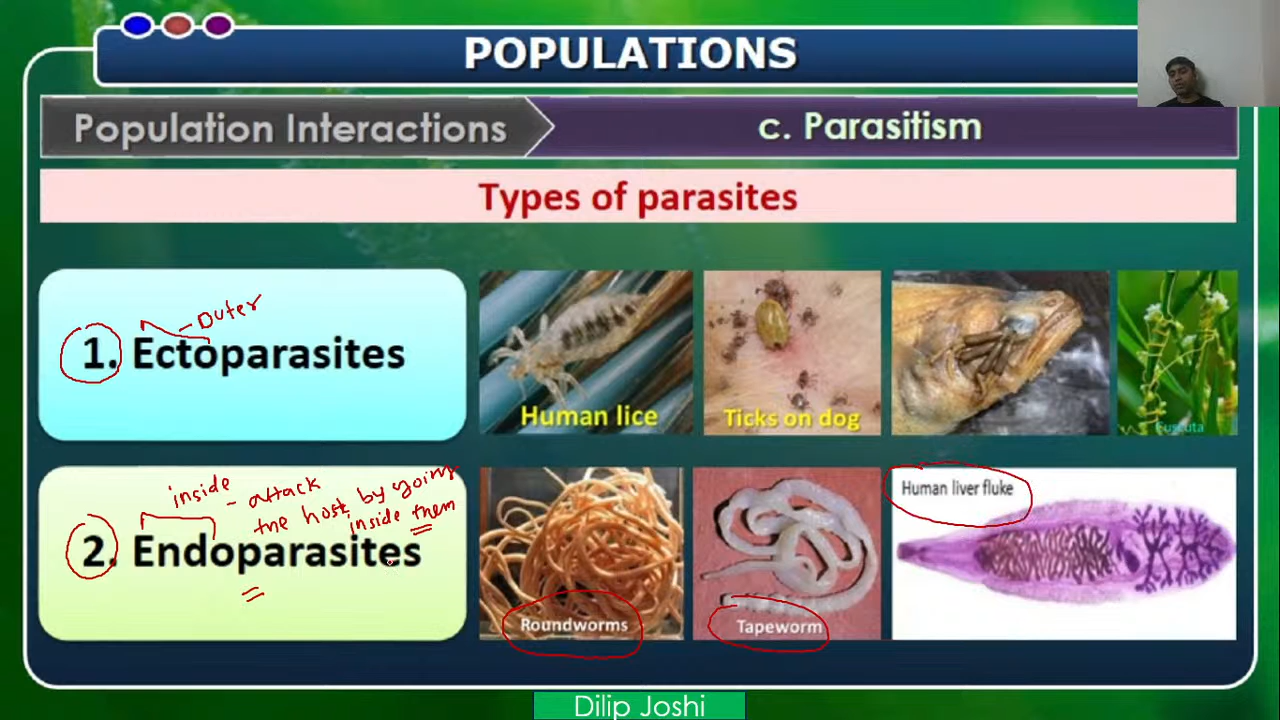 POPULATIONS
Population Interactions
c. Parasitism
Types of parasites
Outer
1. Ectoparasites
Human lice
Ticks on dog
Cuscuta
inside - attack
the host by going
inside them
2. Endoparasites
Roundworms
Tapeworm
Human liver fluke
Dilip Joshi